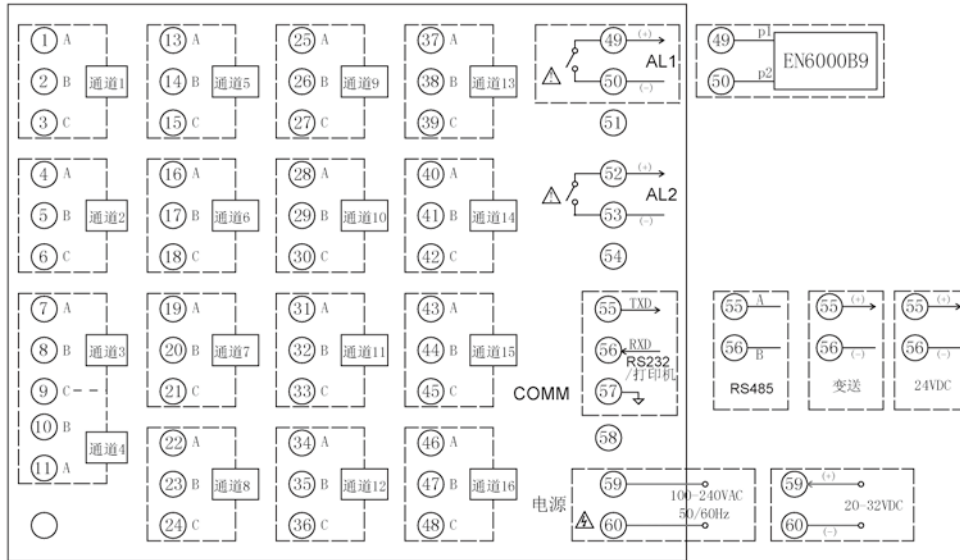 1 A 13 A 25 A 37 A 49 (+) 49 p1
AL1 EN6000B9
2 B 通道1 14 B 通道5 26 B 通道9 38 B 通道13 50 (-) 50 p2
3 C 15 C 27 C 39 C 51
4 A 16 A 28 A 40 A 52 (+)
AL2
5 B 通道2 17 B 通道6 29 B 通道10 41 B 通道14 53 (-)
6 C 18 C 30 C 42 C 54
7 A 19 A 31 A 43 A 55 TXD 55 A 55 (+) 55 (+)
8 B 通道3 20 B 通道7 32 B 通道11 44 B 通道15 56 RXD 56 B 56 (-) 56 (-)
RS232
/打印机
9 C 21 C 33 C 45 C COMM 57 RS485 变送 24VDC
10 B 58
通道4
11 A 22 A 34 A 46 A
23 B 通道8 35 B 通道12 47 B 通道16 电源 59 100-240VAC 59 (+) 20-32VDC
50/60Hz
24 C 36 C 48 C 60 60 (-)